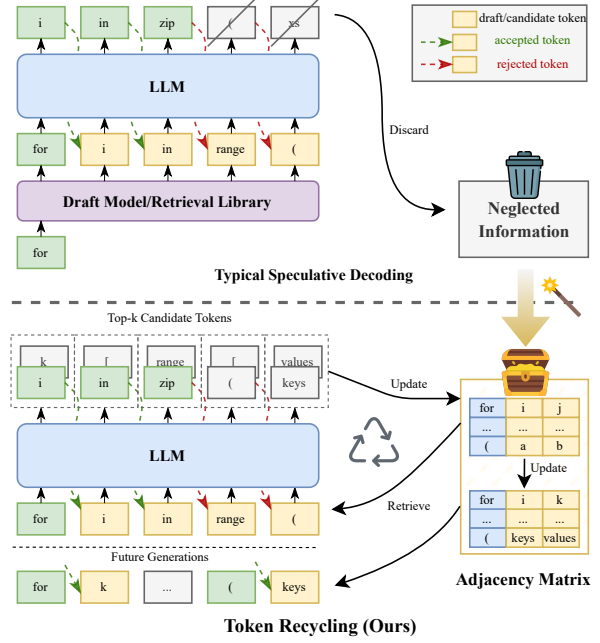 i in zip ( xs
draft/candidate token
accepted token
rejected token
LLM
Discard
for i in range (
Draft Model/Retrieval Library
Neglected
Information
for
Typical Speculative Decoding
Top-k Candidate Tokens
k [ range [ values
i in zip ( keys
Update
for i j
... ... ...
( a b
LLM
Update
Retrieve
for i k
... ... ...
( keys values
for i in range (
Future Generations
for k ... ( keys
Adjacency Matrix
Token Recycling (Ours)